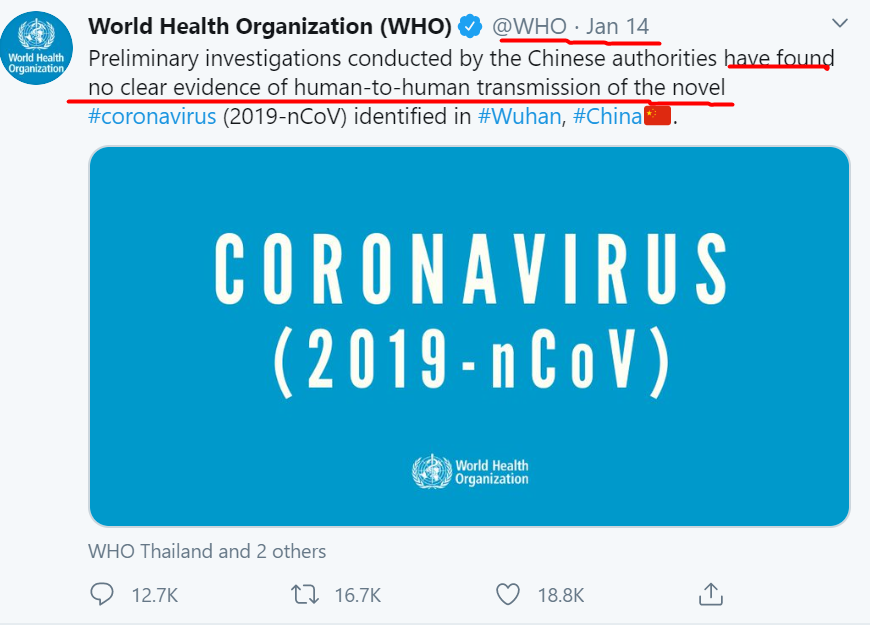 World Health Organization (WHO) @WHO · Jan 14
World Health
Organization
Preliminary investigations conducted by the Chinese authorities have found
no clear evidence of human-to-human transmission of the novel
#coronavirus (2019-nCoV) identified in #Wuhan, #China🇨🇳.
CORONAVIRUS
(2019-nCoV)
World Health
Organization
WHO Thailand and 2 others
12.7K 16.7K 18.8K